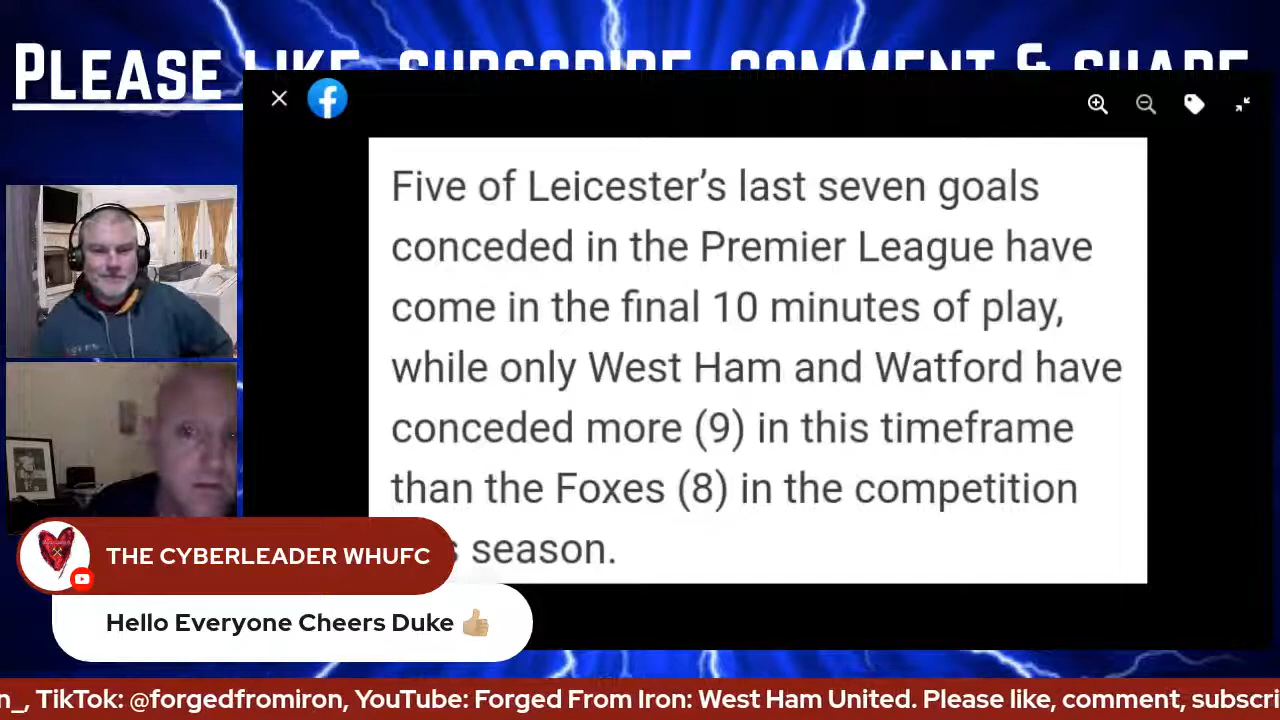 PLEASE LIKE, SUBSCRIBE, COMMENT & SHARE
Five of Leicester’s last seven goals
conceded in the Premier League have
come in the final 10 minutes of play,
while only West Ham and Watford have
conceded more (9) in this timeframe
than the Foxes (8) in the competition
season.
THE CYBERLEADER WHUFC
Hello Everyone Cheers Duke 👍🏼
TikTok: @forgedfromiron, YouTube: Forged From Iron: West Ham United. Please like, comment, subscri